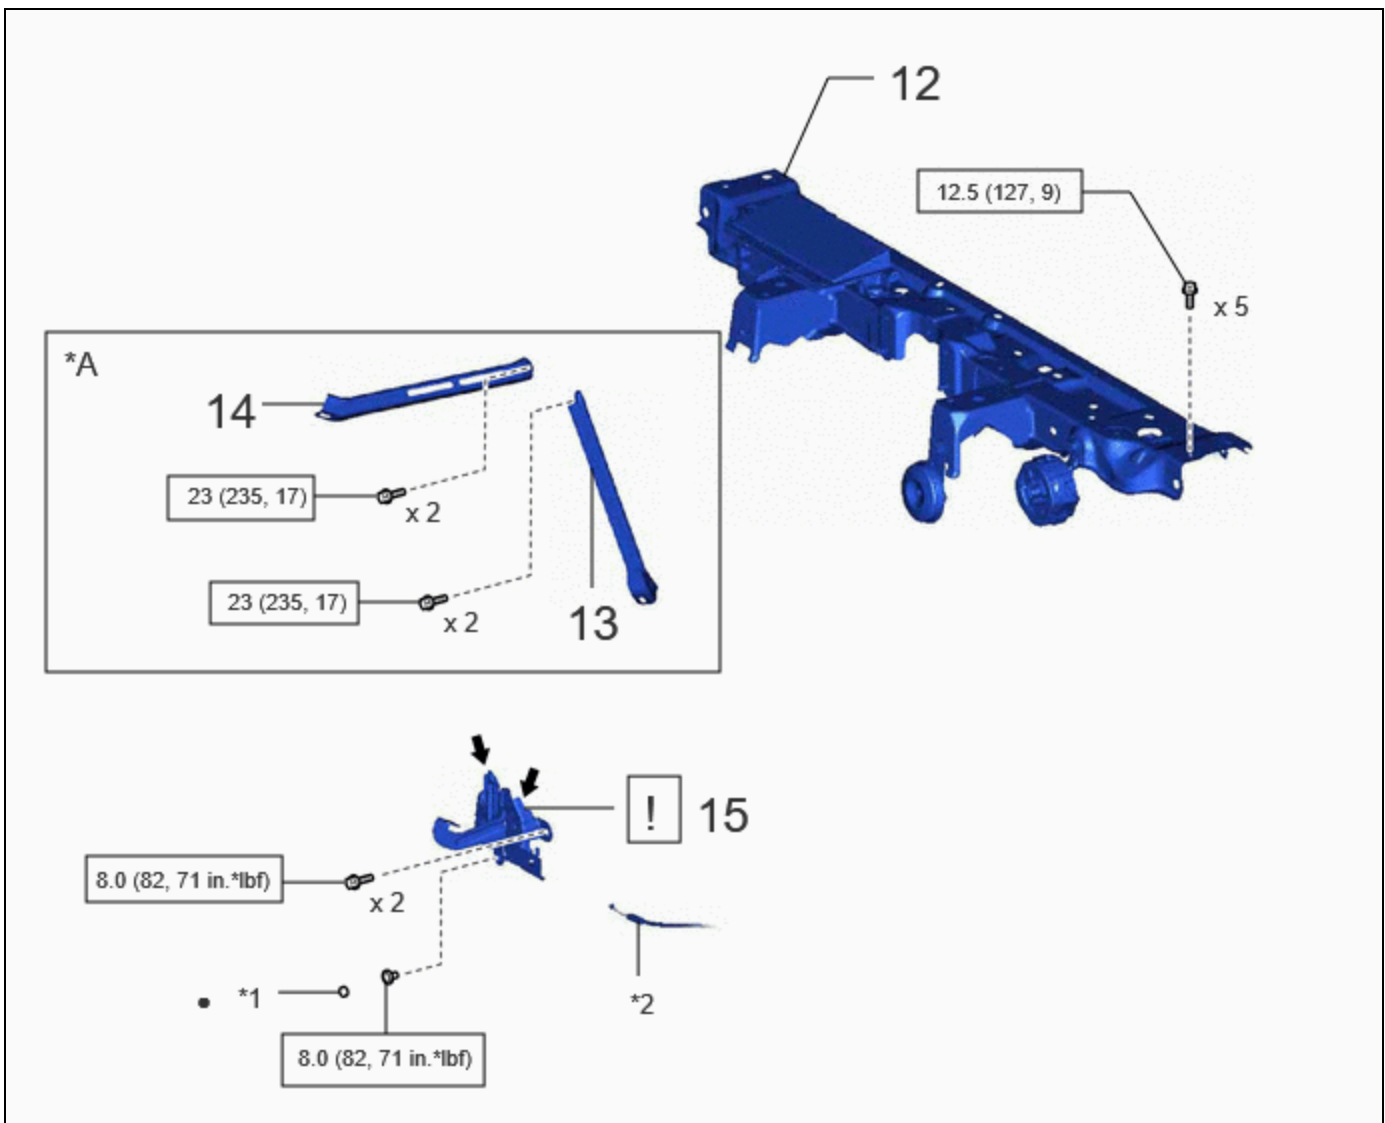 12
12.5 (127, 9)
x 5
*A
14
23 (235, 17)
x 2
23 (235, 17)
x 2
13
! 15
8.0 (82, 71 in.*lbf)
x 2
● *1
*2
8.0 (82, 71 in.*lbf)